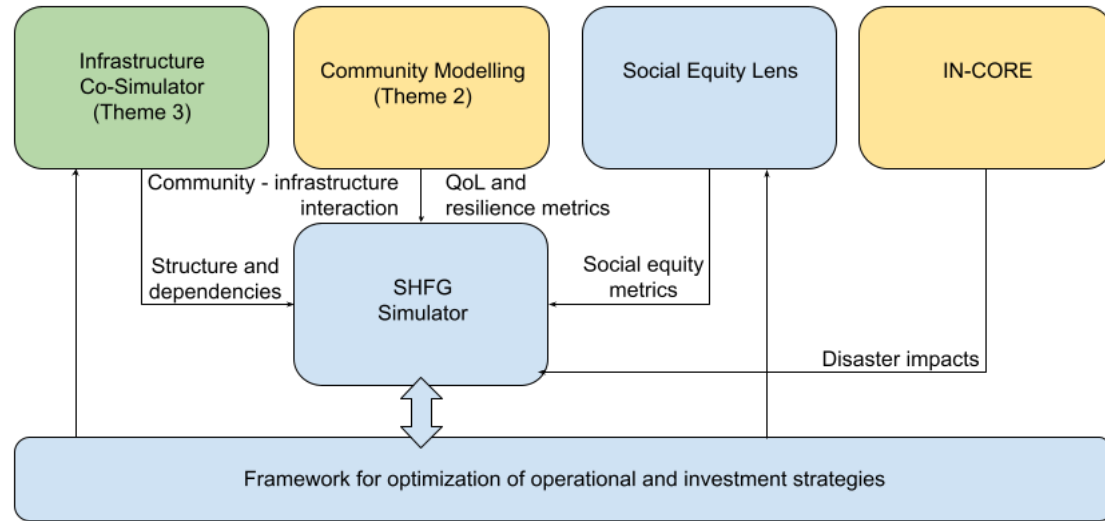 Infrastructure
Co-Simulator
(Theme 3)
Community Modelling
(Theme 2)
Social Equity Lens
IN-CORE
Community - infrastructure
interaction
QoL and
resilience metrics
Structure and
dependencies
SHFG
Simulator
Social equity
metrics
Disaster impacts
Framework for optimization of operational and investment strategies